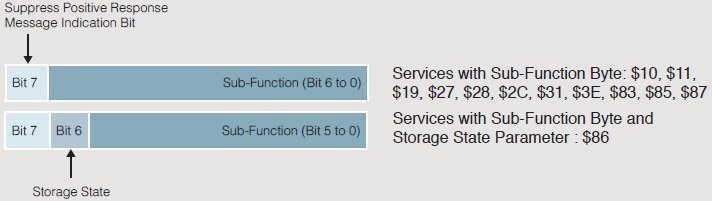 Suppress Positive Response
Message Indication Bit
Bit 7
Sub-Function (Bit 6 to 0)
Services with Sub-Function Byte: $10, $11,
$19, $27, $28, $2C, $31, $3E, $83, $85, $87
Bit 7
Bit 6
Sub-Function (Bit 5 to 0)
Services with Sub-Function Byte and
Storage State Parameter : $86
Storage State